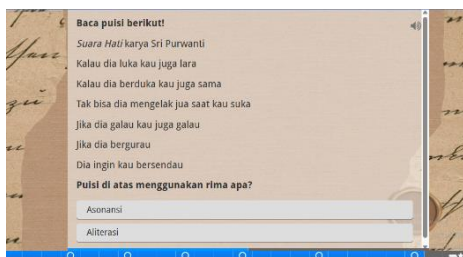 Baca puisi berikut!
Suara Hati karya Sri Purwanti
Kalau dia luka kau juga lara
Kalau dia berduka kau juga sama
Tak bisa dia mengelak jua saat kau suka
Jika dia galau kau juga galau
Jika dia bergurau
Dia ingin kau bersendau
Puisi di atas menggunakan rima apa?
Asonansi
Aliterasi